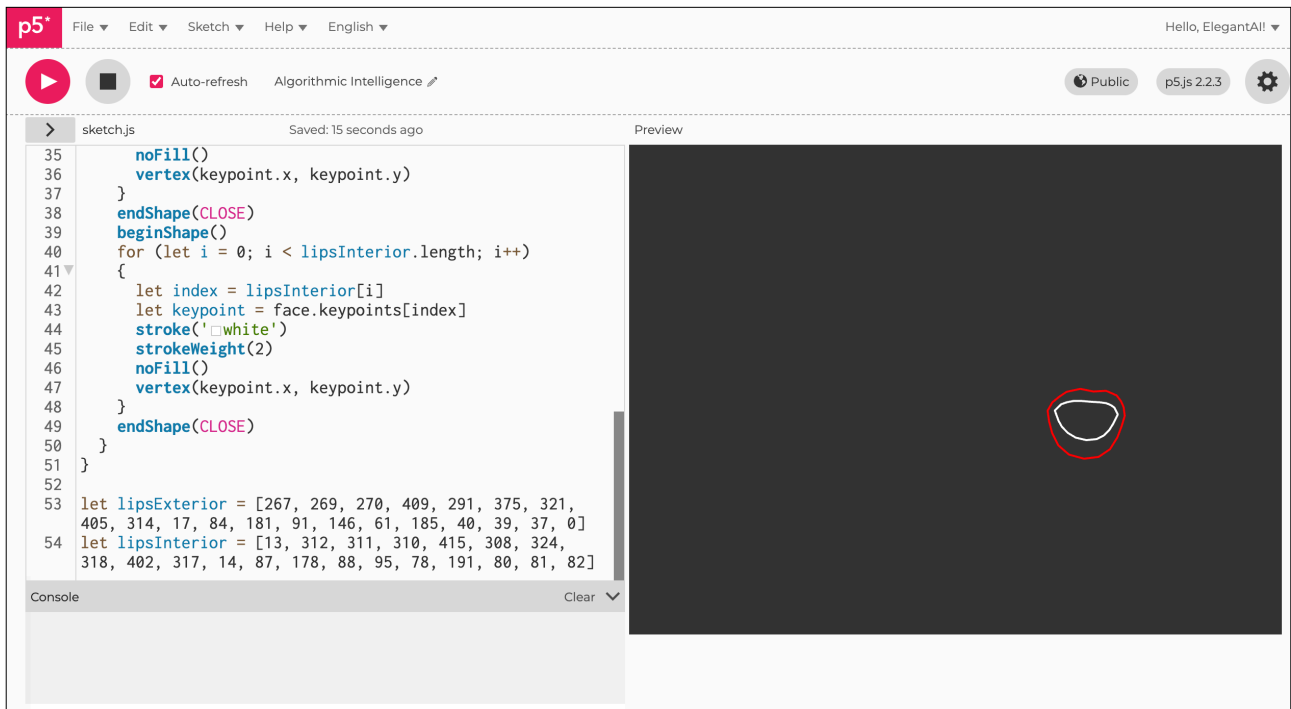 p5* File Edit Sketch Help English Hello, ElegantAI!
Auto-refresh Algorithmic Intelligence Public p5.js 2.2.3
sketch.js Saved: 15 seconds ago Preview
35 noFill()
36 vertex(keypoint.x, keypoint.y)
37 }
38 endShape(CLOSE)
39 beginShape()
40 for (let i = 0; i < lipsInterior.length; i++)
41 {
42 let index = lipsInterior[i]
43 let keypoint = face.keypoints[index]
44 stroke('white')
45 strokeWeight(2)
46 noFill()
47 vertex(keypoint.x, keypoint.y)
48 }
49 endShape(CLOSE)
50 }
51 }
52
53 let lipsExterior = [267, 269, 270, 409, 291, 375, 321,
405, 314, 17, 84, 181, 91, 146, 61, 185, 40, 39, 37, 0]
54 let lipsInterior = [13, 312, 311, 310, 415, 308, 324,
318, 402, 317, 14, 87, 178, 88, 95, 78, 191, 80, 81, 82]
Console Clear